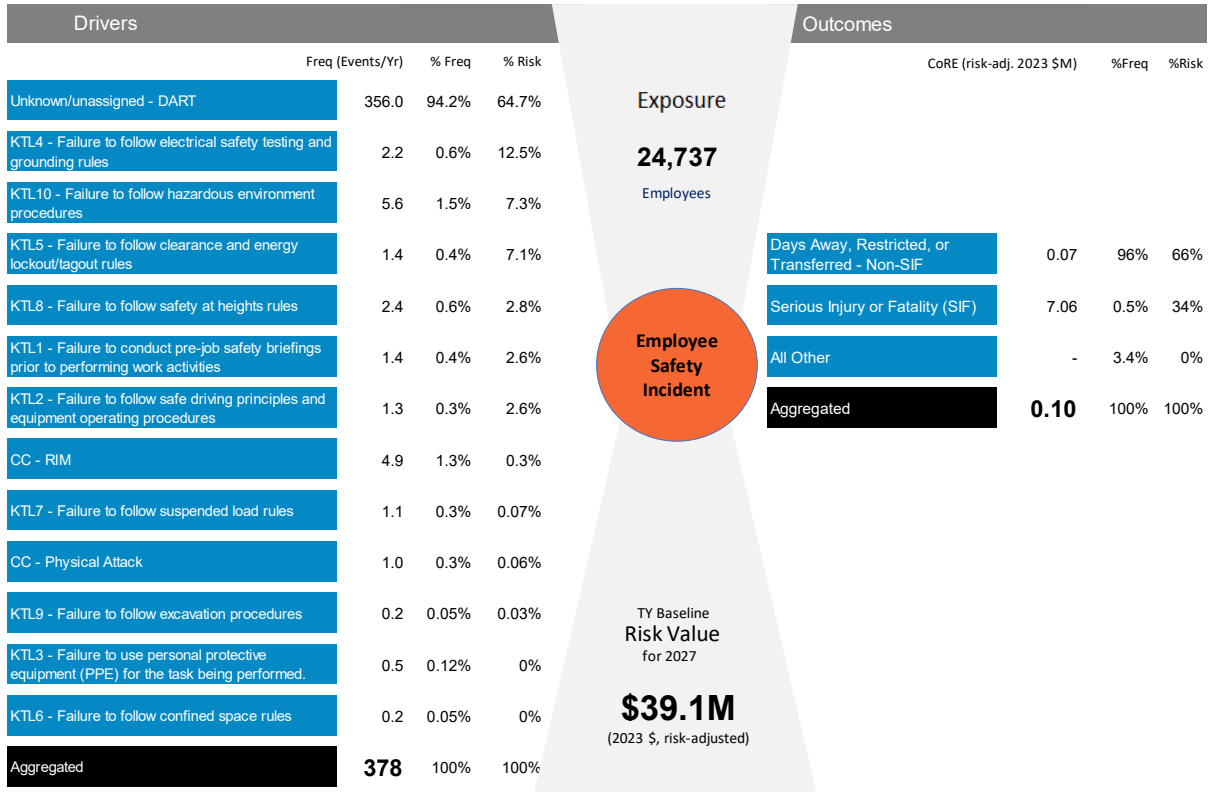 Drivers
Outcomes
Freq (Events/Yr) % Freq % Risk
Unknown/unassigned - DART 356.0 94.2% 64.7%
KTL4 - Failure to follow electrical safety testing and
grounding rules 2.2 0.6% 12.5%
KTL10 - Failure to follow hazardous environment
procedures 5.6 1.5% 7.3%
KTL5 - Failure to follow clearance and energy
lockout/tagout rules 1.4 0.4% 7.1%
KTL8 - Failure to follow safety at heights rules 2.4 0.6% 2.8%
KTL1 - Failure to conduct pre-job safety briefings
prior to performing work activities 1.4 0.4% 2.6%
KTL2 - Failure to follow safe driving principles and
equipment operating procedures 1.3 0.3% 2.6%
CC - RIM 4.9 1.3% 0.3%
KTL7 - Failure to follow suspended load rules 1.1 0.3% 0.07%
CC - Physical Attack 1.0 0.3% 0.06%
KTL9 - Failure to follow excavation procedures 0.2 0.05% 0.03%
KTL3 - Failure to use personal protective
equipment (PPE) for the task being performed. 0.5 0.12% 0%
KTL6 - Failure to follow confined space rules 0.2 0.05% 0%
Aggregated 378 100% 100%
Exposure
24,737
Employees
Employee
Safety
Incident
TY Baseline
Risk Value
for 2027
$39.1M
(2023 $, risk-adjusted)
CoRE (risk-adj. 2023 $M) %Freq %Risk
Days Away, Restricted, or
Transferred - Non-SIF 0.07 96% 66%
Serious Injury or Fatality (SIF) 7.06 0.5% 34%
All Other - 3.4% 0%
Aggregated 0.10 100% 100%